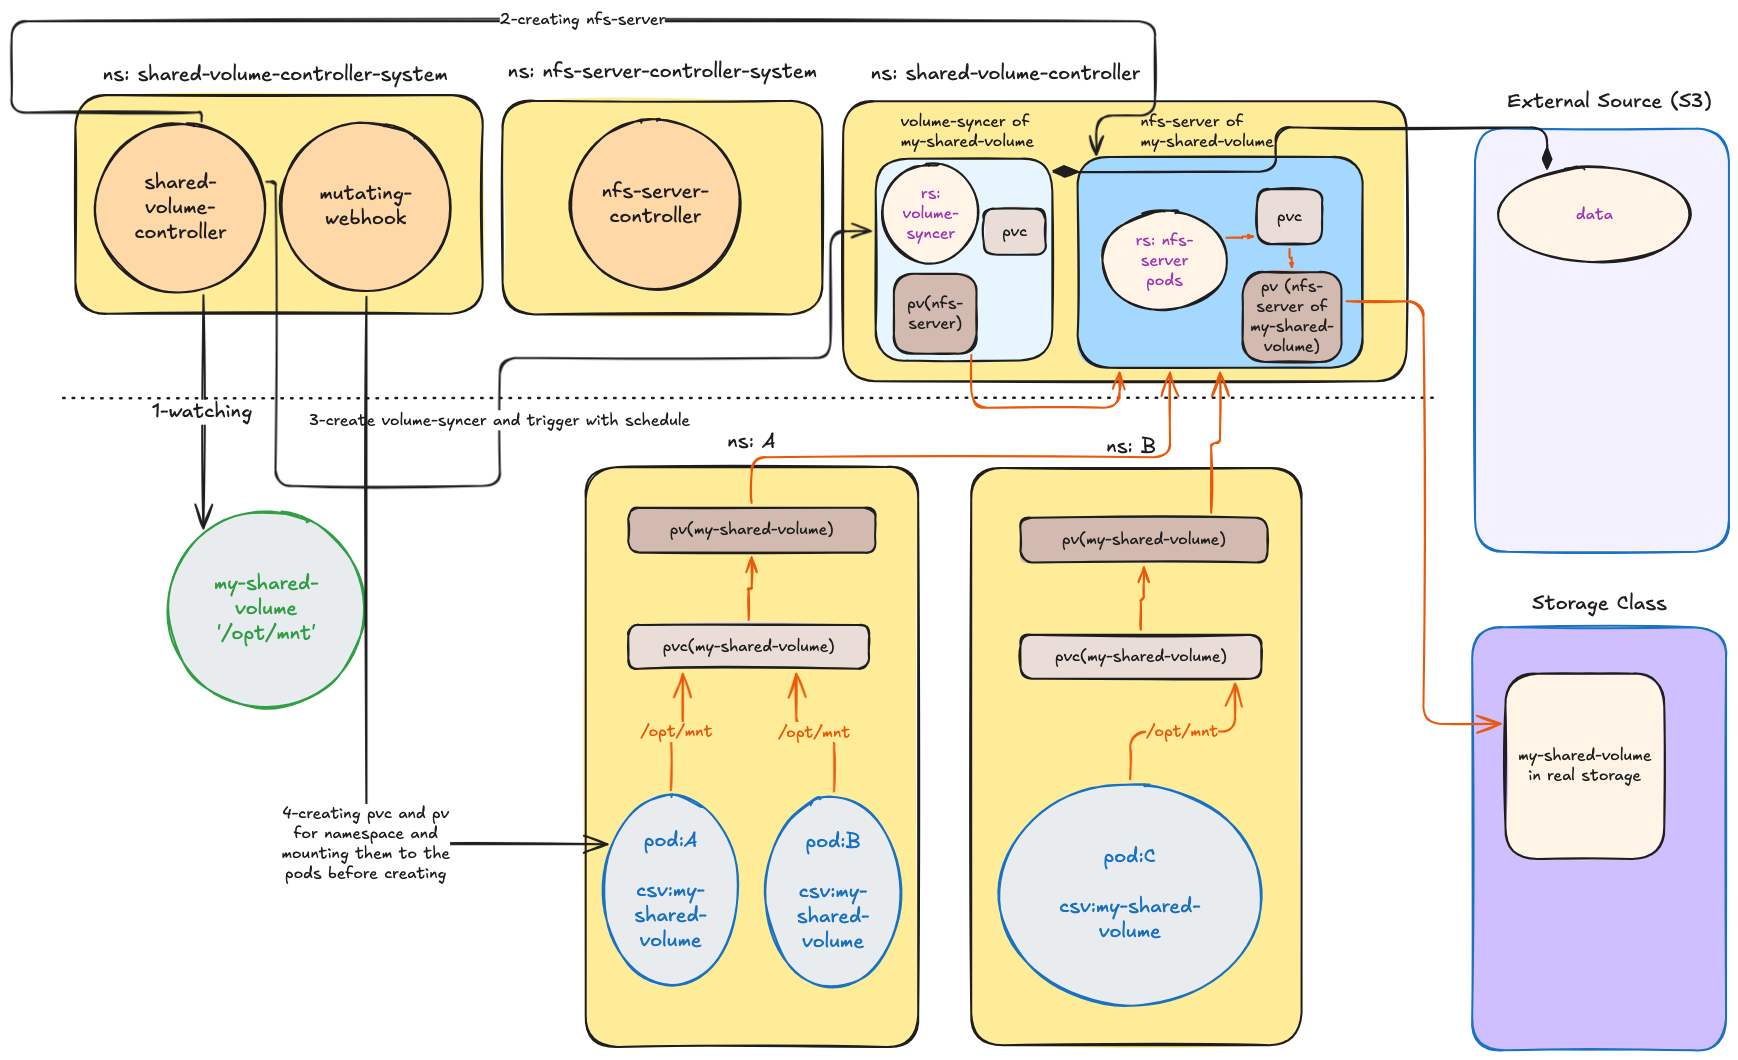 2-creating nfs-server
ns: shared-volume-controller-system
ns: nfs-server-controller-system
ns: shared-volume-controller
External Source (S3)
shared-
volume-
controller
mutating-
webhook
nfs-server-
controller
volume-syncer of
my-shared-volume
nfs-server of
my-shared-volume
rs:
volume-
syncer
pvc
pv(nfs-
server)
rs: nfs-
server
pods
pvc
pv (nfs-
server of
my-shared-
volume)
data
1-watching
3-create volume-syncer and trigger with schedule
ns: A
ns: B
my-shared-
volume
'/opt/mnt'
pv(my-shared-volume)
pvc(my-shared-volume)
/opt/mnt
/opt/mnt
pod:A
csv:my-
shared-
volume
pod:B
csv:my-
shared-
volume
pv(my-shared-volume)
pvc(my-shared-volume)
/opt/mnt
pod:C
csv:my-shared-
volume
4-creating pvc and pv
for namespace and
mounting them to the
pods before creating
Storage Class
my-shared-volume
in real storage